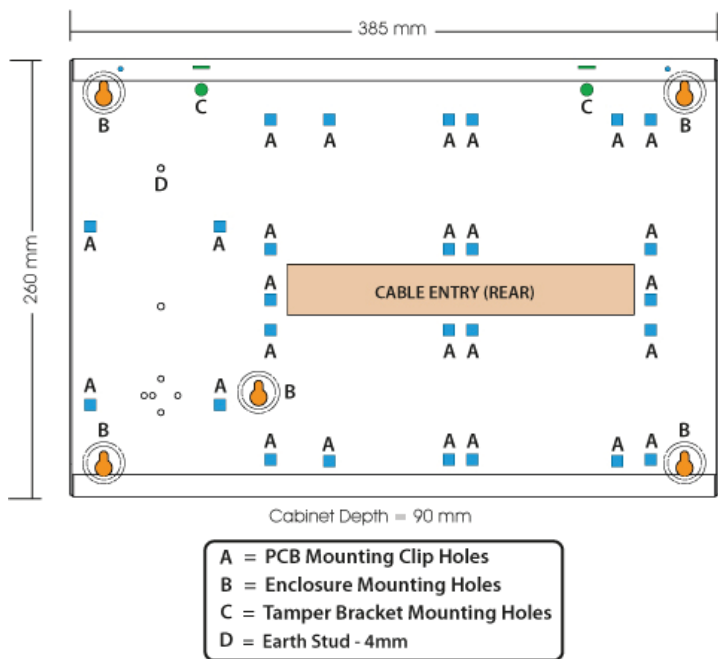 385 mm
B C C B
A A A A A A
D
A A A A A A
260 mm
A CABLE ENTRY (REAR) A
A A A A
A A B
B B
A A A A A A
Cabinet Depth = 90 mm
A = PCB Mounting Clip Holes
B = Enclosure Mounting Holes
C = Tamper Bracket Mounting Holes
D = Earth Stud - 4mm